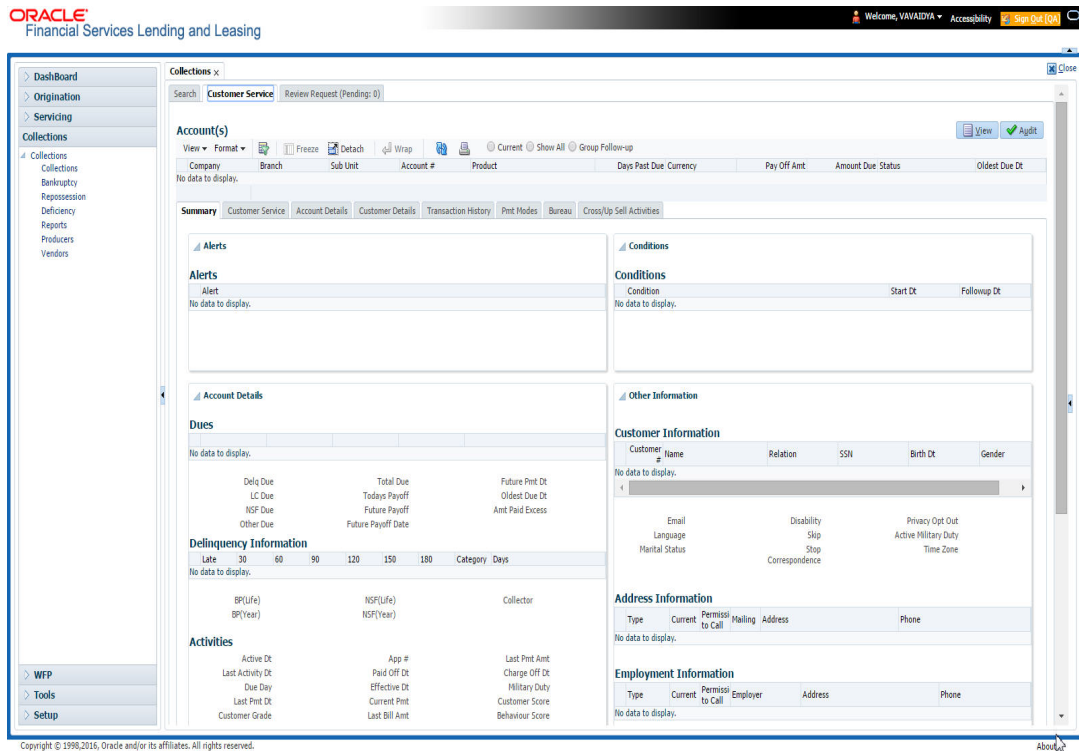 ORACLE'
Financial Services Lending and Leasing
Welcome, VAVAIDYA
Accessibility
Sign Out [QA]
Close
DashBoard
Origination
Servicing
Collections
Collections
Collections
Bankruptcy
Repossession
Deficiency
Reports
Producers
Vendors
WFP
Tools
Setup
Collections x
Search Customer Service Review Request (Pending: 0)
Account(s)
View Audit
View Format Freeze Detach Wrap Current Show All Group Follow-up
Company Branch Sub Unit Account # Product Days Past Due Currency Pay Off Amt Amount Due Status Oldest Due Dt
No data to display.
Summary Customer Service Account Details Customer Details Transaction History Pmt Modes Bureau Cross/Up Sell Activities
Alerts
Alerts
Alert
No data to display.
Conditions
Conditions
Condition Start Dt Followup Dt
No data to display.
Account Details
Dues
No data to display.
Delq Due Total Due Future Pmt Dt
LC Due Todays Payoff Oldest Due Dt
NSF Due Future Payoff Amt Paid Excess
Other Due Future Payoff Date
Delinquency Information
Late 30 60 90 120 150 180 Category Days
No data to display.
BP(Life) NSF(Life) Collector
BP(Year) NSF(Year)
Activities
Active Dt App # Last Pmt Amt
Last Activity Dt Paid Off Dt Charge Off Dt
Due Day Effective Dt Military Duty
Last Pmt Dt Current Pmt Customer Score
Customer Grade Last Bill Amt Behaviour Score
Other Information
Customer Information
Customer # Name Relation SSN Birth Dt Gender
No data to display.
Email Disability Privacy Opt Out
Language Skip Active Military Duty
Marital Status Stop Correspondence Time Zone
Address Information
Type Current Permissi to Call Mailing Address Phone
No data to display.
Employment Information
Type Current Permissi to Call Employer Address Phone
No data to display.
Copyright © 1998,2016, Oracle and/or its affiliates. All rights reserved.
About